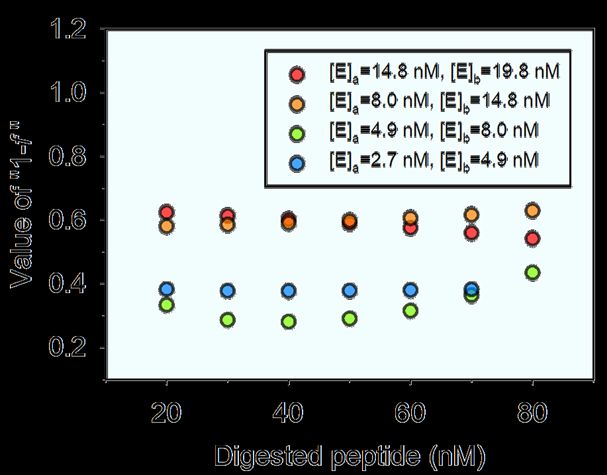 1.2
1.0
0.8
0.6
0.4
0.2
Value of "1-f"
[E]a=14.8 nM, [E]b=19.8 nM
[E]a=8.0 nM, [E]b=14.8 nM
[E]a=4.9 nM, [E]b=8.0 nM
[E]a=2.7 nM, [E]b=4.9 nM
20 40 60 80
Digested peptide (nM)